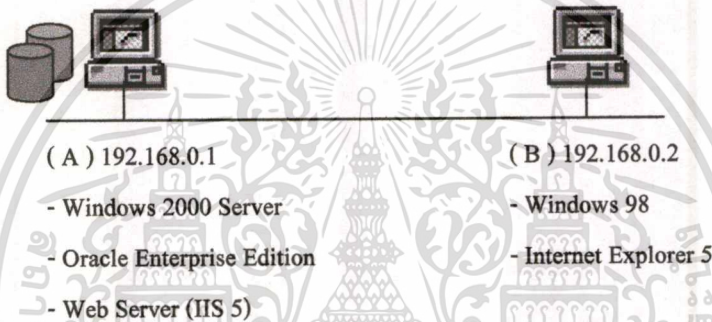 ( A ) 192.168.0.1
- Windows 2000 Server
- Oracle Enterprise Edition
- Web Server (IIS 5)
( B ) 192.168.0.2
- Windows 98
- Internet Explorer 5